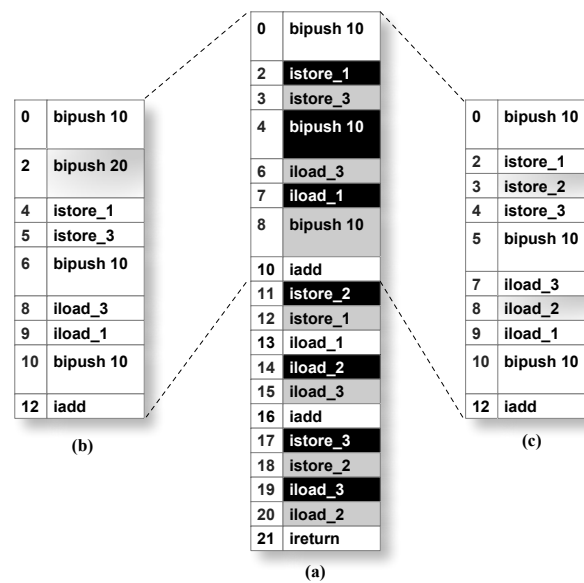 0 bipush 10
2 bipush 20
4 istore_1
5 istore_3
6 bipush 10
8 iload_3
9 iload_1
10 bipush 10
12 iadd
(b)
0 bipush 10
2 istore_1
3 istore_3
4 bipush 10
6 iload_3
7 iload_1
8 bipush 10
10 iadd
11 istore_2
12 istore_1
13 iload_1
14 iload_2
15 iload_3
16 iadd
17 istore_3
18 istore_2
19 iload_3
20 iload_2
21 ireturn
(a)
0 bipush 10
2 istore_1
3 istore_2
4 istore_3
5 bipush 10
7 iload_3
8 iload_2
9 iload_1
10 bipush 10
12 iadd
(c)